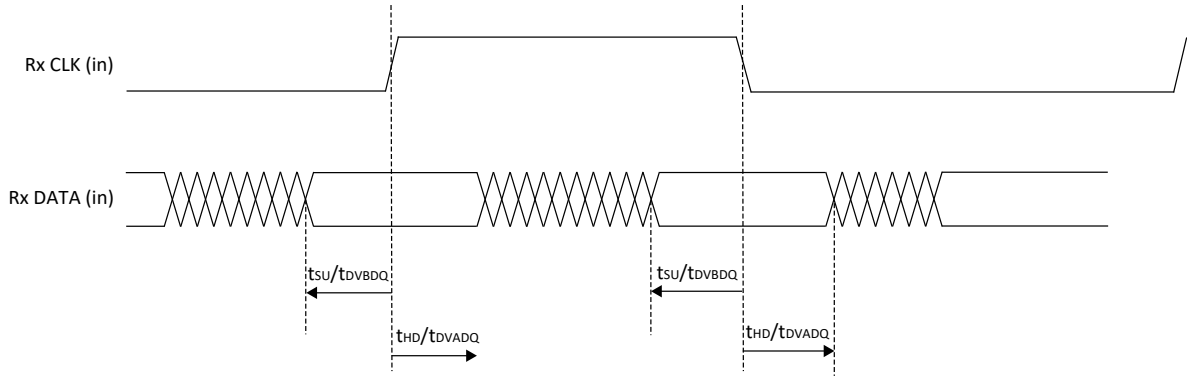 Rx CLK (in)
Rx DATA (in)
tSU/tDVBDQ
tSU/tDVBDQ
tHD/tDVADQ
tHD/tDVADQ